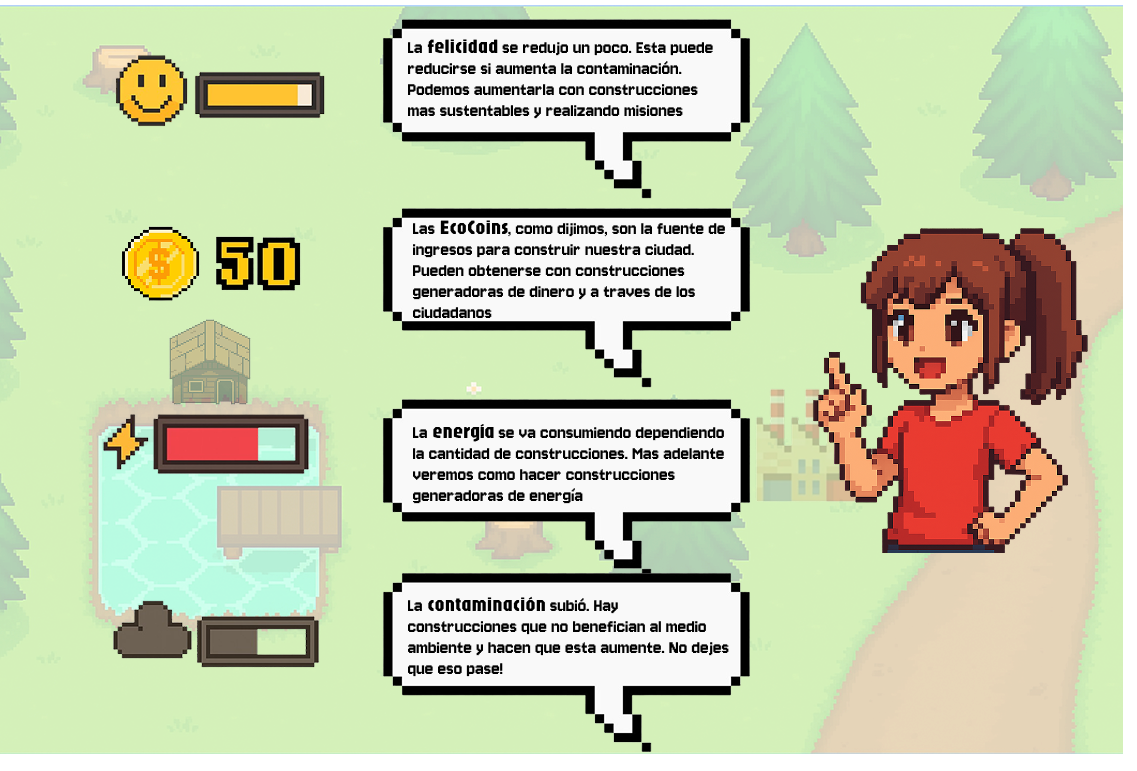 La felicidad se redujo un poco. Esta puede
reducirse si aumenta la contaminación.
Podemos aumentarla con construcciones
mas sustentables y realizando misiones
50
Las EcoCoins, como dijimos, son la fuente de
ingresos para construir nuestra ciudad.
Pueden obtenerse con construcciones
generadoras de dinero y a traves de los
ciudadanos
La energía se va consumiendo dependiendo
la cantidad de construcciones. Mas adelante
veremos como hacer construcciones
generadoras de energía
La contaminación subió. Hay
construcciones que no benefician al medio
ambiente y hacen que esta aumente. No dejes
que eso pase!